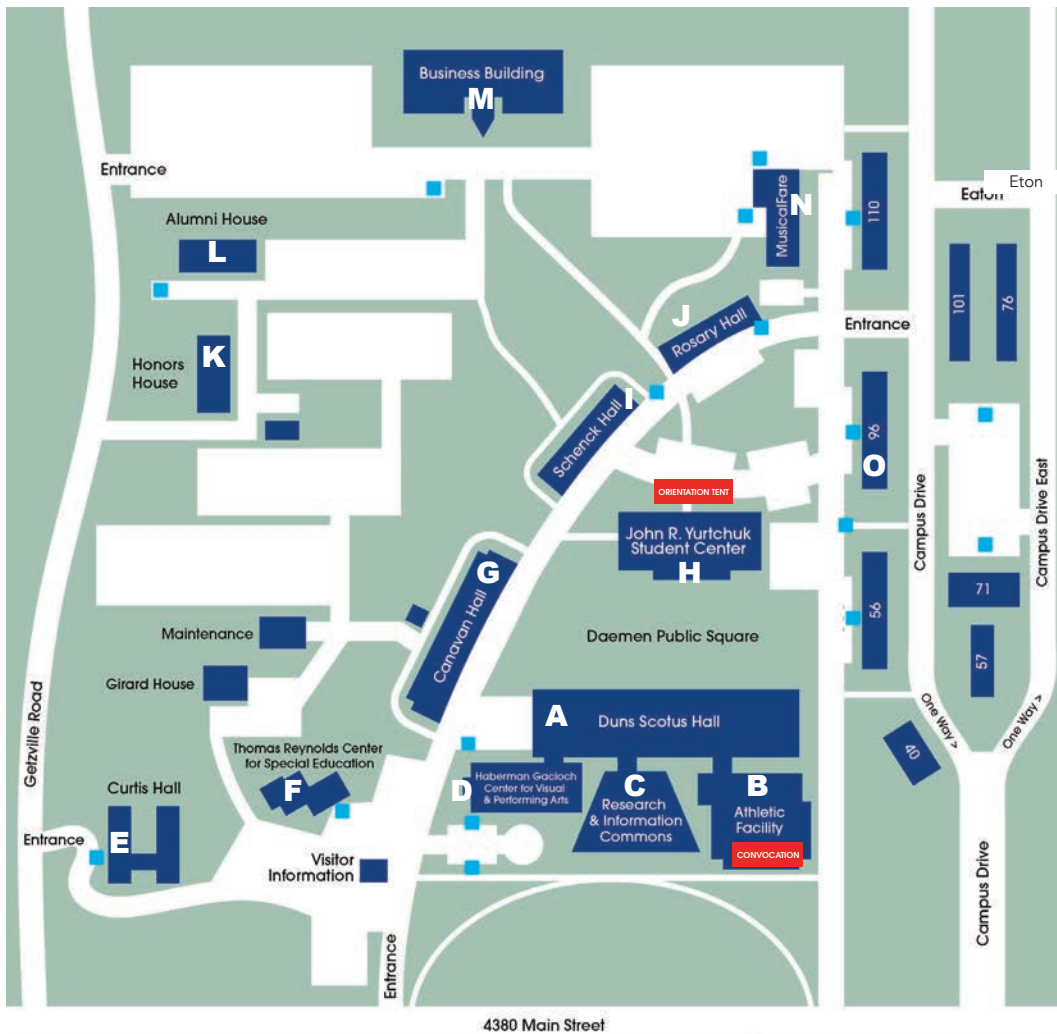 Business Building
M
Entrance
Eaton
Eton
Alumni House
L
MusicalFare
N
110
101
76
J
Rosary Hall
Entrance
Honors
House
K
I
Schenck Hall
96
O
ORIENTATION TENT
John R. Yurtchuk
Student Center
H
Campus Drive
Campus Drive East
G
Canavan Hall
71
56
57
Maintenance
Daemen Public Square
Girard House
Getzville Road
A
Duns Scotus Hall
One Way >
One Way >
40
Thomas Reynolds Center
for Special Education
F
D
Haberman Gacioch
Center for Visual
& Performing Arts
C
Research
& Information
Commons
B
Athletic
Facility
CONVOCATION
Curtis Hall
E
Entrance
Visitor
Information
Campus Drive
Entrance
4380 Main Street